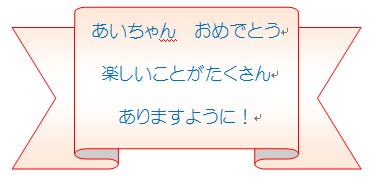 あいちゃん　おめでとう
楽しいことがたくさん
ありますように！